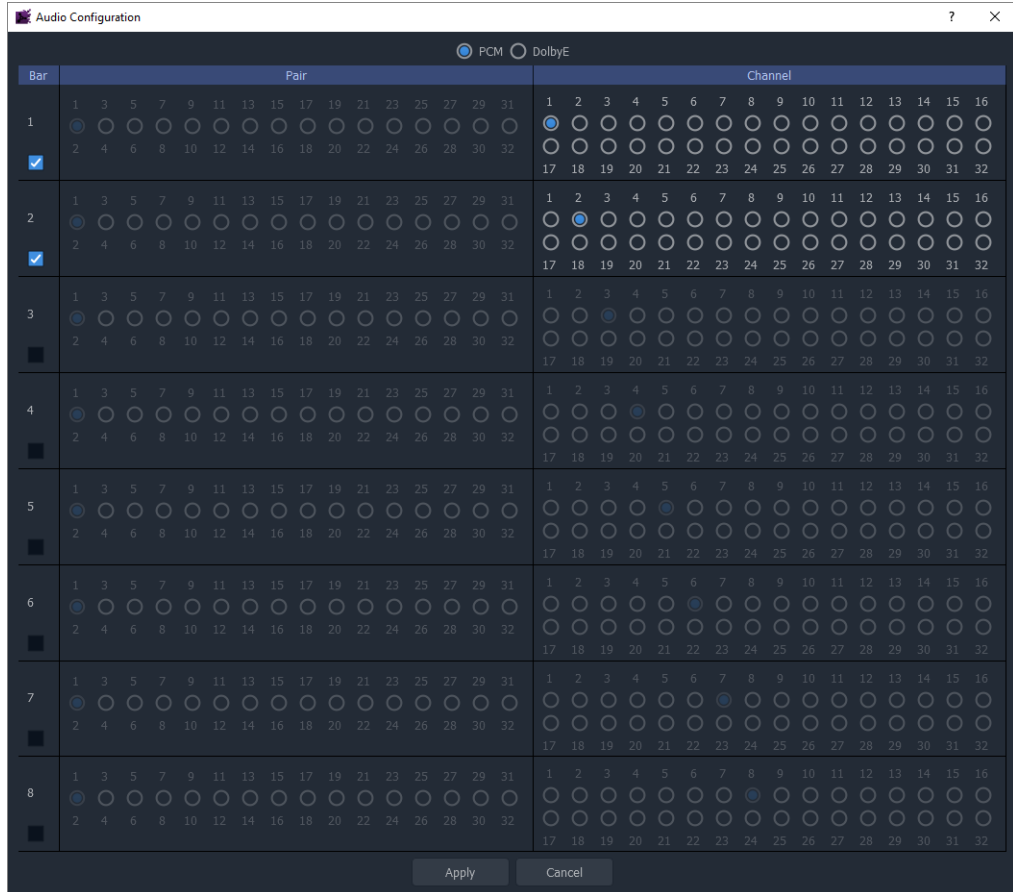 Audio Configuration ?
PCM DolbyE
Bar Pair Channel
1 3 5 7 9 11 13 15 17 19 21 23 25 27 29 31 1 2 3 4 5 6 7 8 9 10 11 12 13 14 15 16
1
2 4 6 8 10 12 14 16 18 20 22 24 26 28 30 32 17 18 19 20 21 22 23 24 25 26 27 28 29 30 31 32
1 3 5 7 9 11 13 15 17 19 21 23 25 27 29 31 1 2 3 4 5 6 7 8 9 10 11 12 13 14 15 16
2
2 4 6 8 10 12 14 16 18 20 22 24 26 28 30 32 17 18 19 20 21 22 23 24 25 26 27 28 29 30 31 32
1 3 5 7 9 11 13 15 17 19 21 23 25 27 29 31 1 2 3 4 5 6 7 8 9 10 11 12 13 14 15 16
3
2 4 6 8 10 12 14 16 18 20 22 24 26 28 30 32 17 18 19 20 21 22 23 24 25 26 27 28 29 30 31 32
1 3 5 7 9 11 13 15 17 19 21 23 25 27 29 31 1 2 3 4 5 6 7 8 9 10 11 12 13 14 15 16
4
2 4 6 8 10 12 14 16 18 20 22 24 26 28 30 32 17 18 19 20 21 22 23 24 25 26 27 28 29 30 31 32
1 3 5 7 9 11 13 15 17 19 21 23 25 27 29 31 1 2 3 4 5 6 7 8 9 10 11 12 13 14 15 16
5
2 4 6 8 10 12 14 16 18 20 22 24 26 28 30 32 17 18 19 20 21 22 23 24 25 26 27 28 29 30 31 32
1 3 5 7 9 11 13 15 17 19 21 23 25 27 29 31 1 2 3 4 5 6 7 8 9 10 11 12 13 14 15 16
6
2 4 6 8 10 12 14 16 18 20 22 24 26 28 30 32 17 18 19 20 21 22 23 24 25 26 27 28 29 30 31 32
1 3 5 7 9 11 13 15 17 19 21 23 25 27 29 31 1 2 3 4 5 6 7 8 9 10 11 12 13 14 15 16
7
2 4 6 8 10 12 14 16 18 20 22 24 26 28 30 32 17 18 19 20 21 22 23 24 25 26 27 28 29 30 31 32
1 3 5 7 9 11 13 15 17 19 21 23 25 27 29 31 1 2 3 4 5 6 7 8 9 10 11 12 13 14 15 16
8
2 4 6 8 10 12 14 16 18 20 22 24 26 28 30 32 17 18 19 20 21 22 23 24 25 26 27 28 29 30 31 32
Apply Cancel